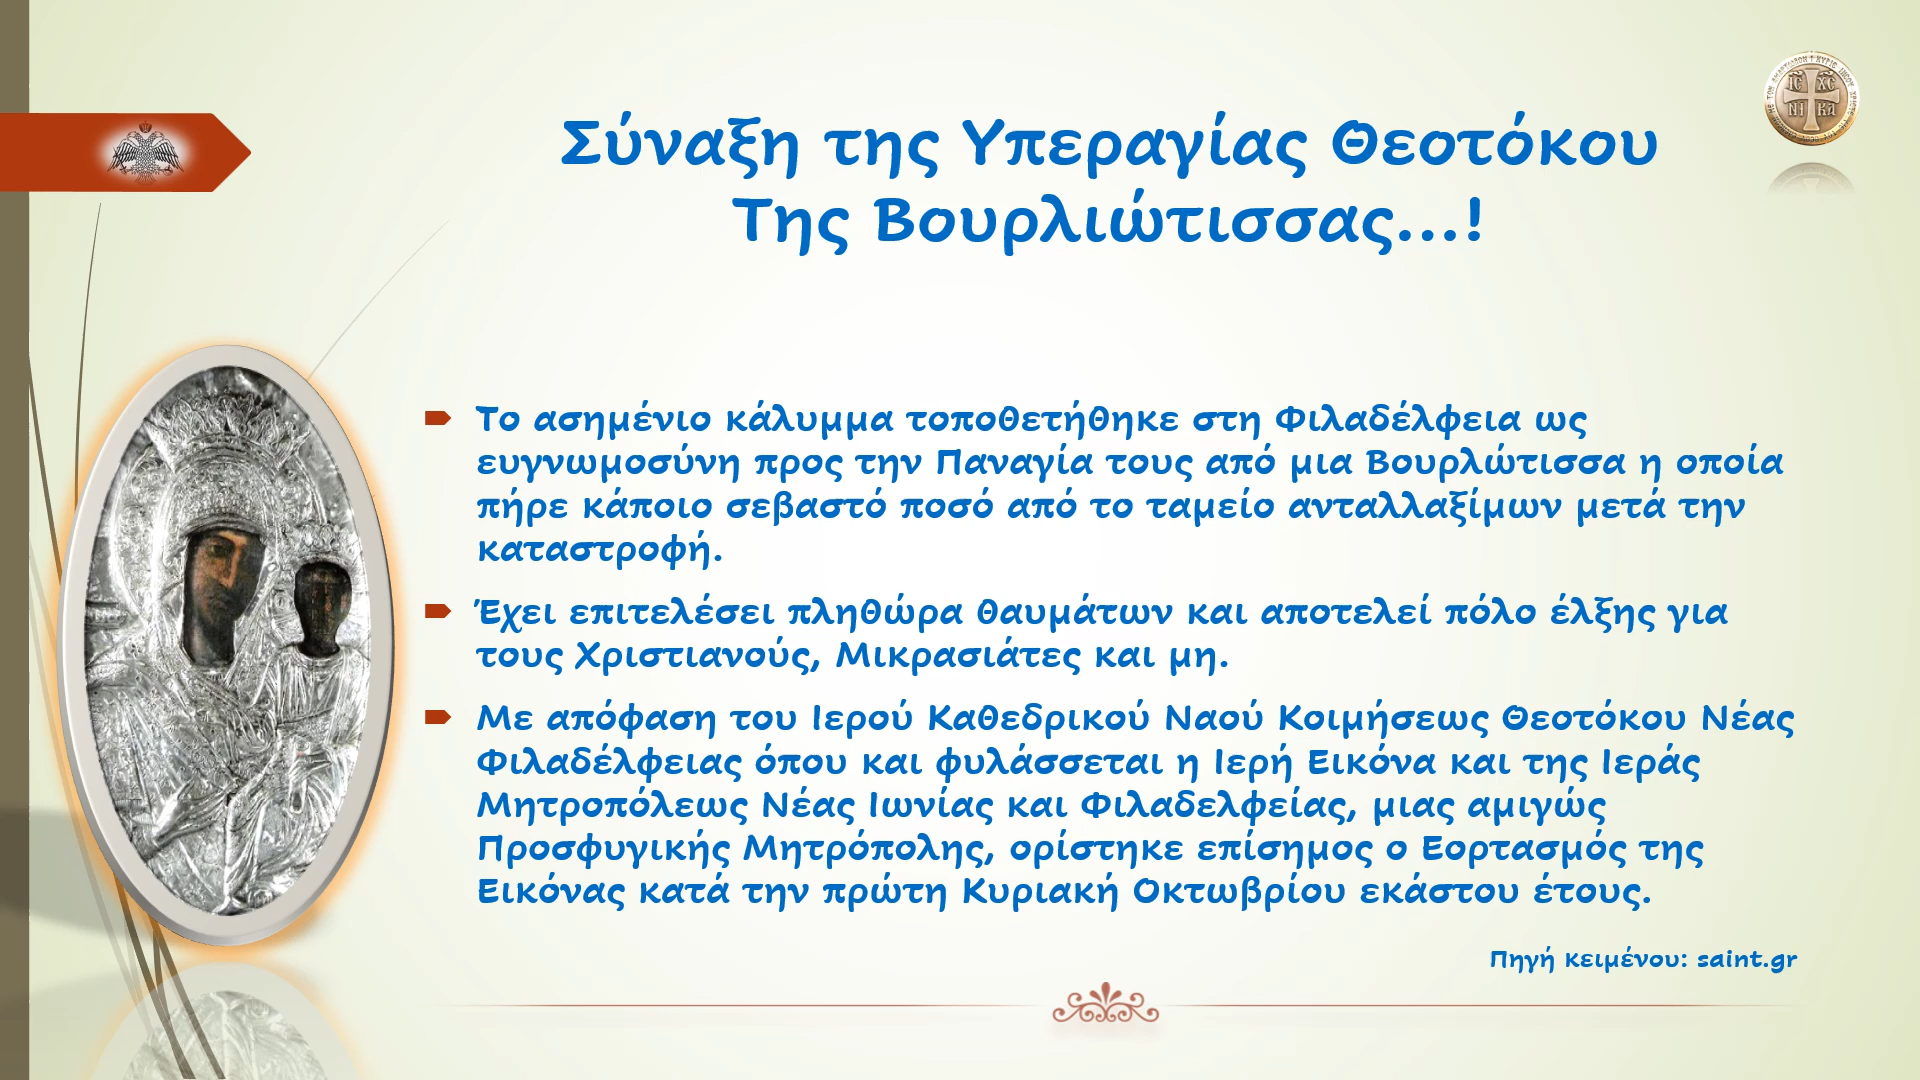 Σύναξη της Υπεραγίας Θεοτόκου
Της Βουρλιώτισσας...!
ΙC XC
ΝΙ ΚΑ
Το ασημένιο κάλυμμα τοποθετήθηκε στη Φιλαδέλφεια ως
ευγνωμοσύνη προς την Παναγία τους από μια Βουρλώτισσα η οποία
πήρε κάποιο σεβαστό ποσό από το ταμείο ανταλλαξίμων μετά την
καταστροφή.
Έχει επιτελέσει πληθώρα θαυμάτων και αποτελεί πόλο έλξης για
τους Χριστιανούς, Μικρασιάτες και μη.
Με απόφαση του Ιερού Καθεδρικού Ναού Κοιμήσεως Θεοτόκου Νέας
Φιλαδέλφειας όπου και φυλάσσεται η Ιερή Εικόνα και της Ιεράς
Μητροπόλεως Νέας Ιωνίας και Φιλαδελφείας, μιας αμιγώς
Προσφυγικής Μητρόπολης, ορίστηκε επίσημος ο Εορτασμός της
Εικόνας κατά την πρώτη Κυριακή Οκτωβρίου εκάστου έτους.
Πηγή κειμένου: saint.gr